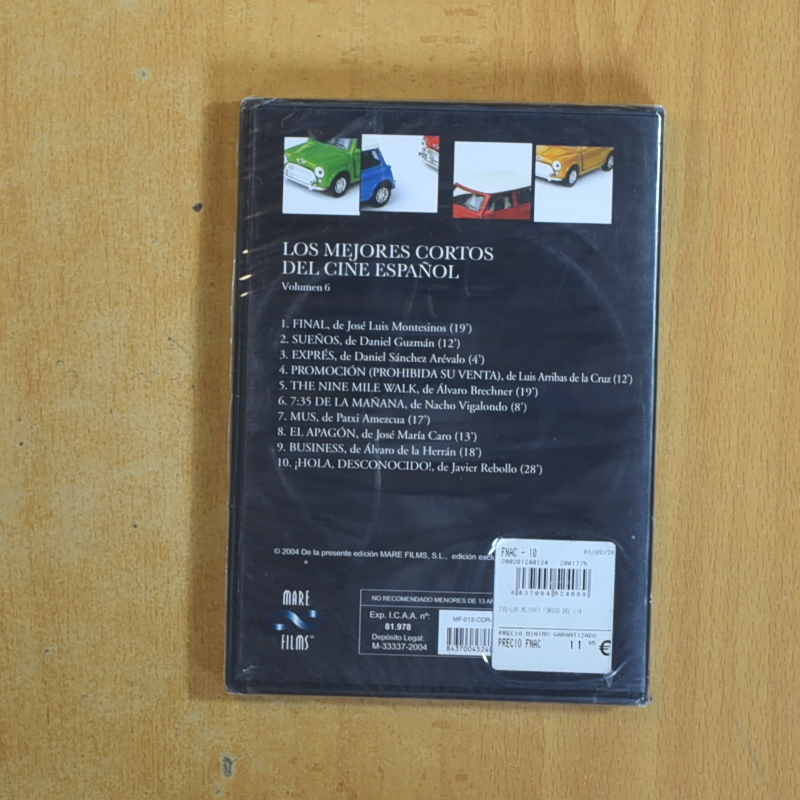 LOS MEJORES CORTOS
DEL CINE ESPAÑOL
Volumen 6
1. FINAL, de José Luis Montesinos (19')
2. SUEÑOS, de Daniel Guzmán (12')
3. EXPRÉS, de Daniel Sánchez Arévalo (4')
4. PROMOCIÓN (PROHIBIDA SU VENTA), de Luis Arribas de la Cruz (12')
5. THE NINE MILE WALK, de Álvaro Brechner (19')
6. 7:35 DE LA MAÑANA, de Nacho Vigalondo (8')
7. MUS, de Patxi Amezcua (17')
8. EL APAGÓN, de José María Caro (13')
9. BUSINESS, de Álvaro de la Herrán (18')
10. ¡HOLA, DESCONOCIDO!, de Javier Rebollo (28')
© 2004 De la presente edición MARE FILMS, S.L., edición
MARE
FILMS
NO RECOMENDADO MENORES DE 13
Exp. I.C.A.A. nº:
81.978
Depósito Legal:
M-33337-2004
FNAC - 10
PRECIO MINIMO GARANTIZADO
PRECIO FNAC 11 95 €